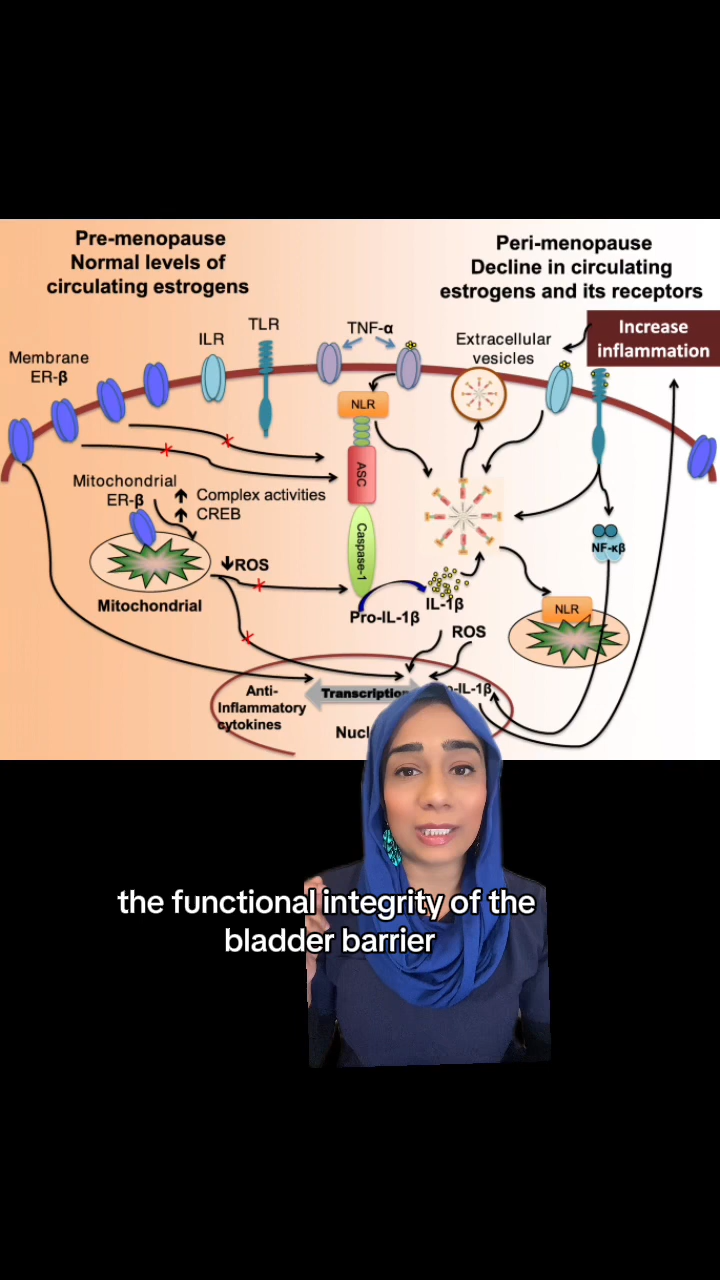 Pre-menopause
Normal levels of
circulating estrogens
Peri-menopause
Decline in circulating
estrogens and its receptors
Increase
inflammation
Membrane
ER-β
ILR
TLR
TNF-α
Extracellular
vesicles
NLR
ASC
Caspase-1
Mitochondrial
ER-β
Complex activities
CREB
ROS
Mitochondrial
Pro-IL-1β
IL-1β
ROS
NF-κβ
NLR
Anti-
Inflammatory
cytokines
Transcription
-IL-1β
the functional integrity of the
bladder barrier